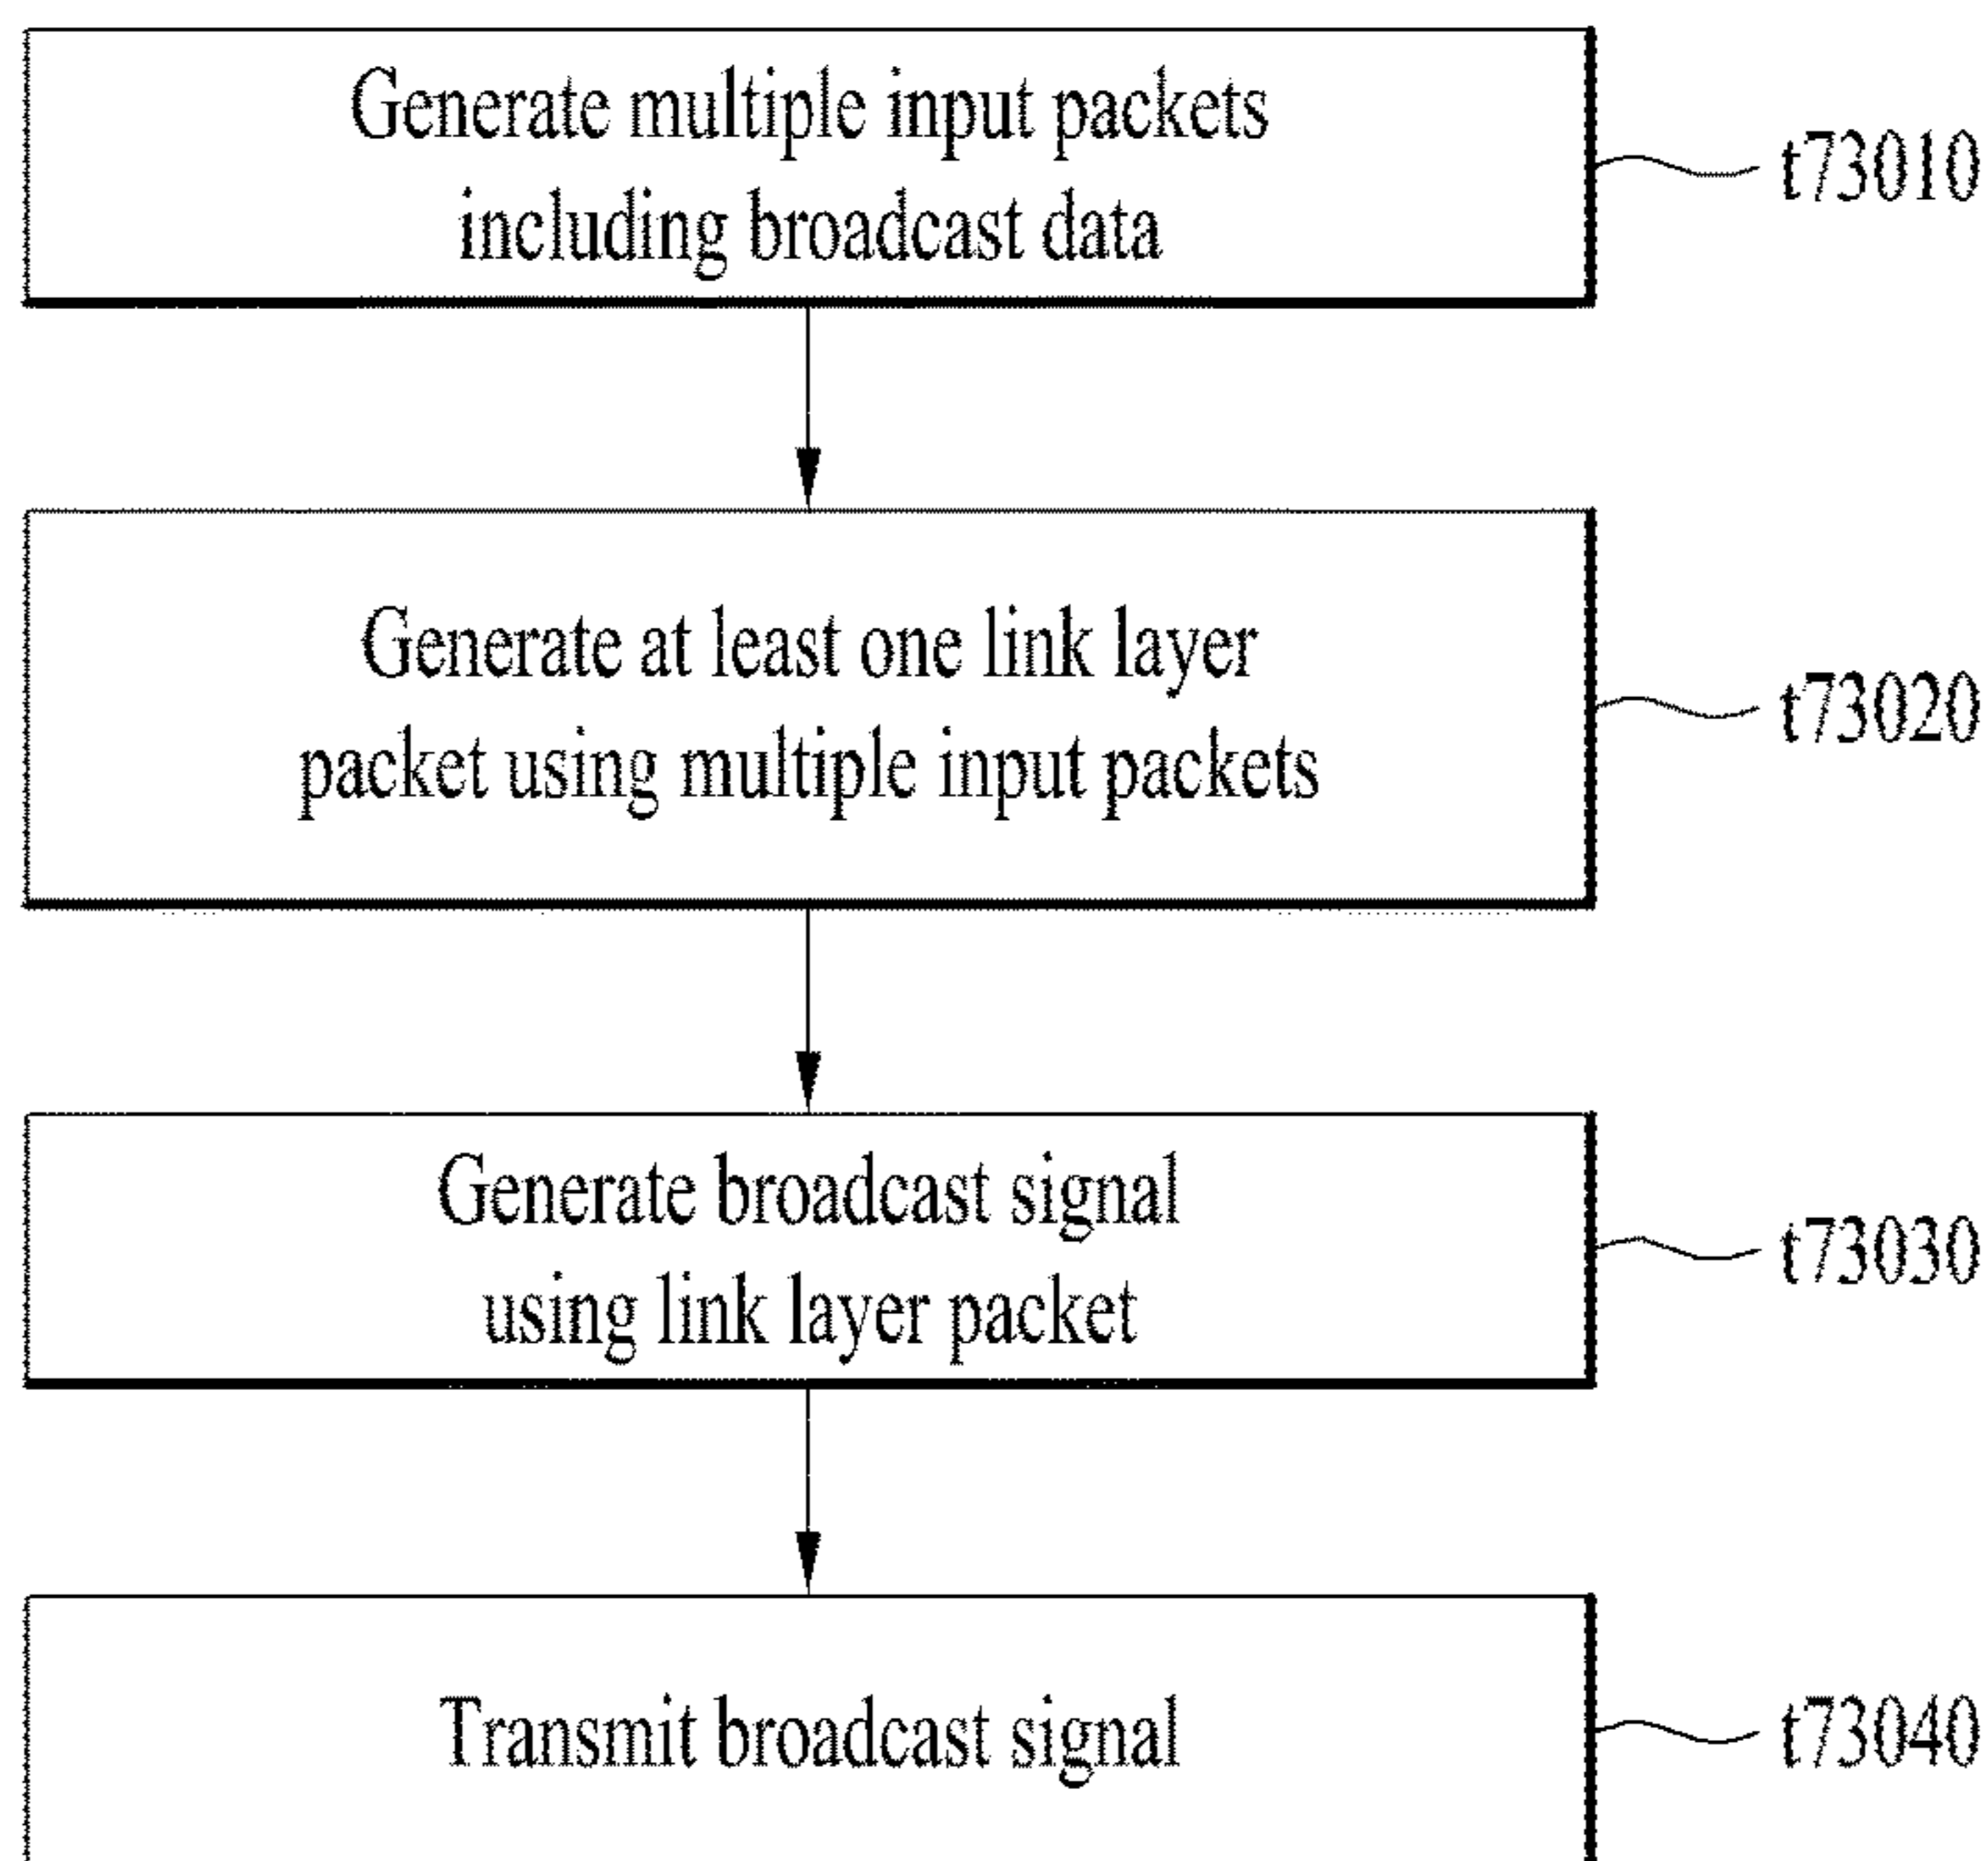 Generate multiple input packets
including broadcast data
t73010
Generate at least one link layer
packet using multiple input packets
t73020
Generate broadcast signal
using link layer packet
t73030
Transmit broadcast signal
t73040